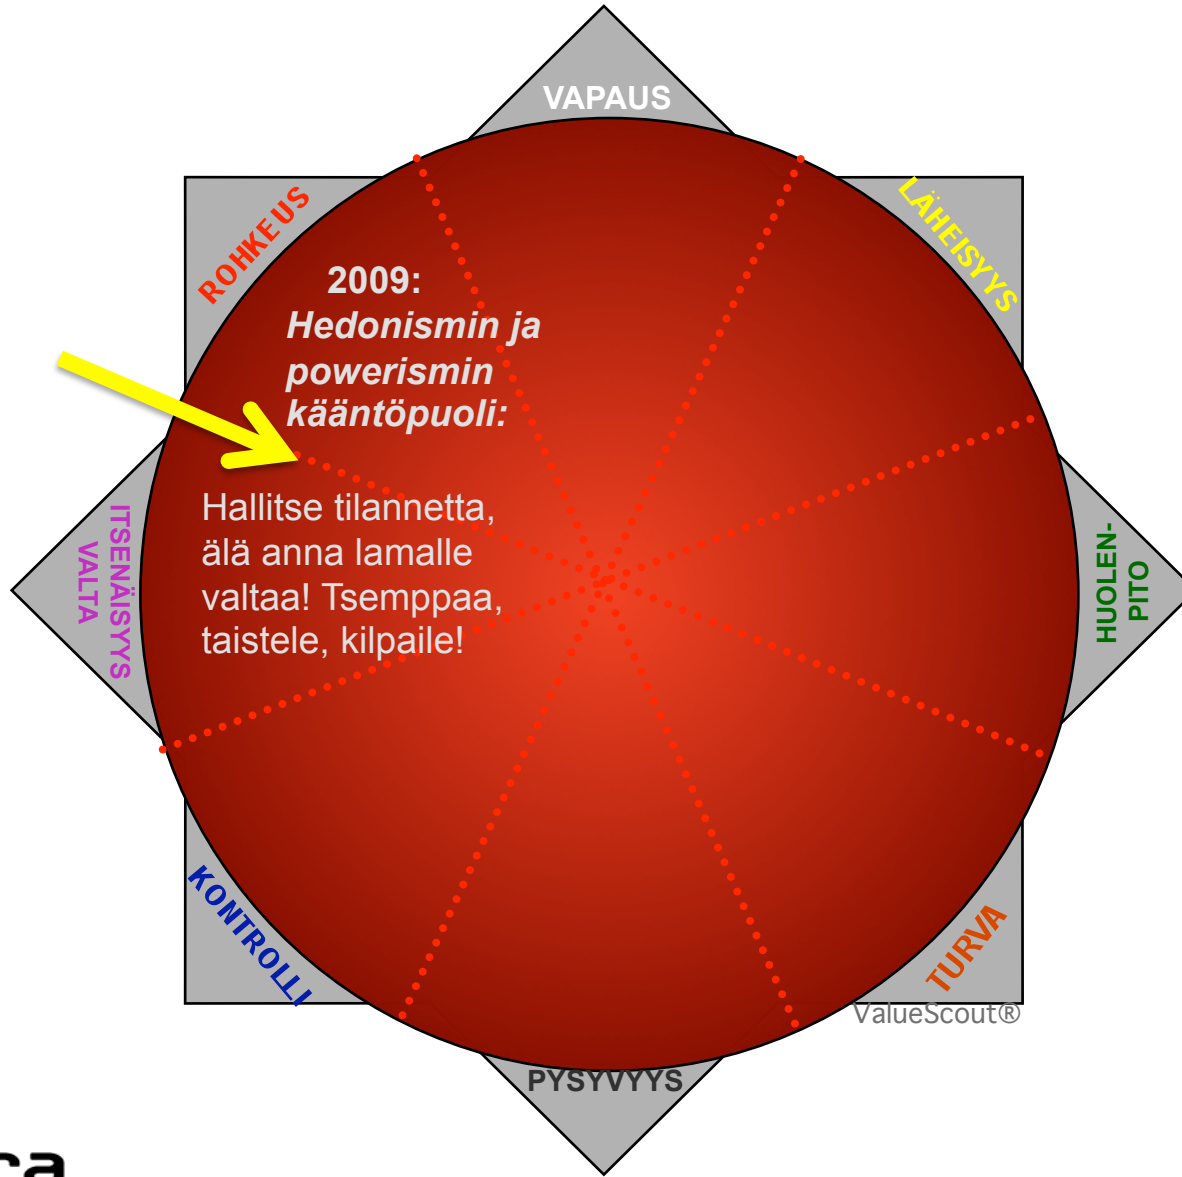 VAPAUS
ROHKEUS
LÄHEISYYS
2009:
Hedonismin ja
powerismin
kääntöpuoli:
Hallitse tilannetta,
älä anna lamalle
valtaa! Tsemppaa,
taistele, kilpaile!
ITSENÄISYYS
VALTA
HUOLEN-
PITO
KONTROLLI
TURVA
ValueScout®
PYSYVYYS